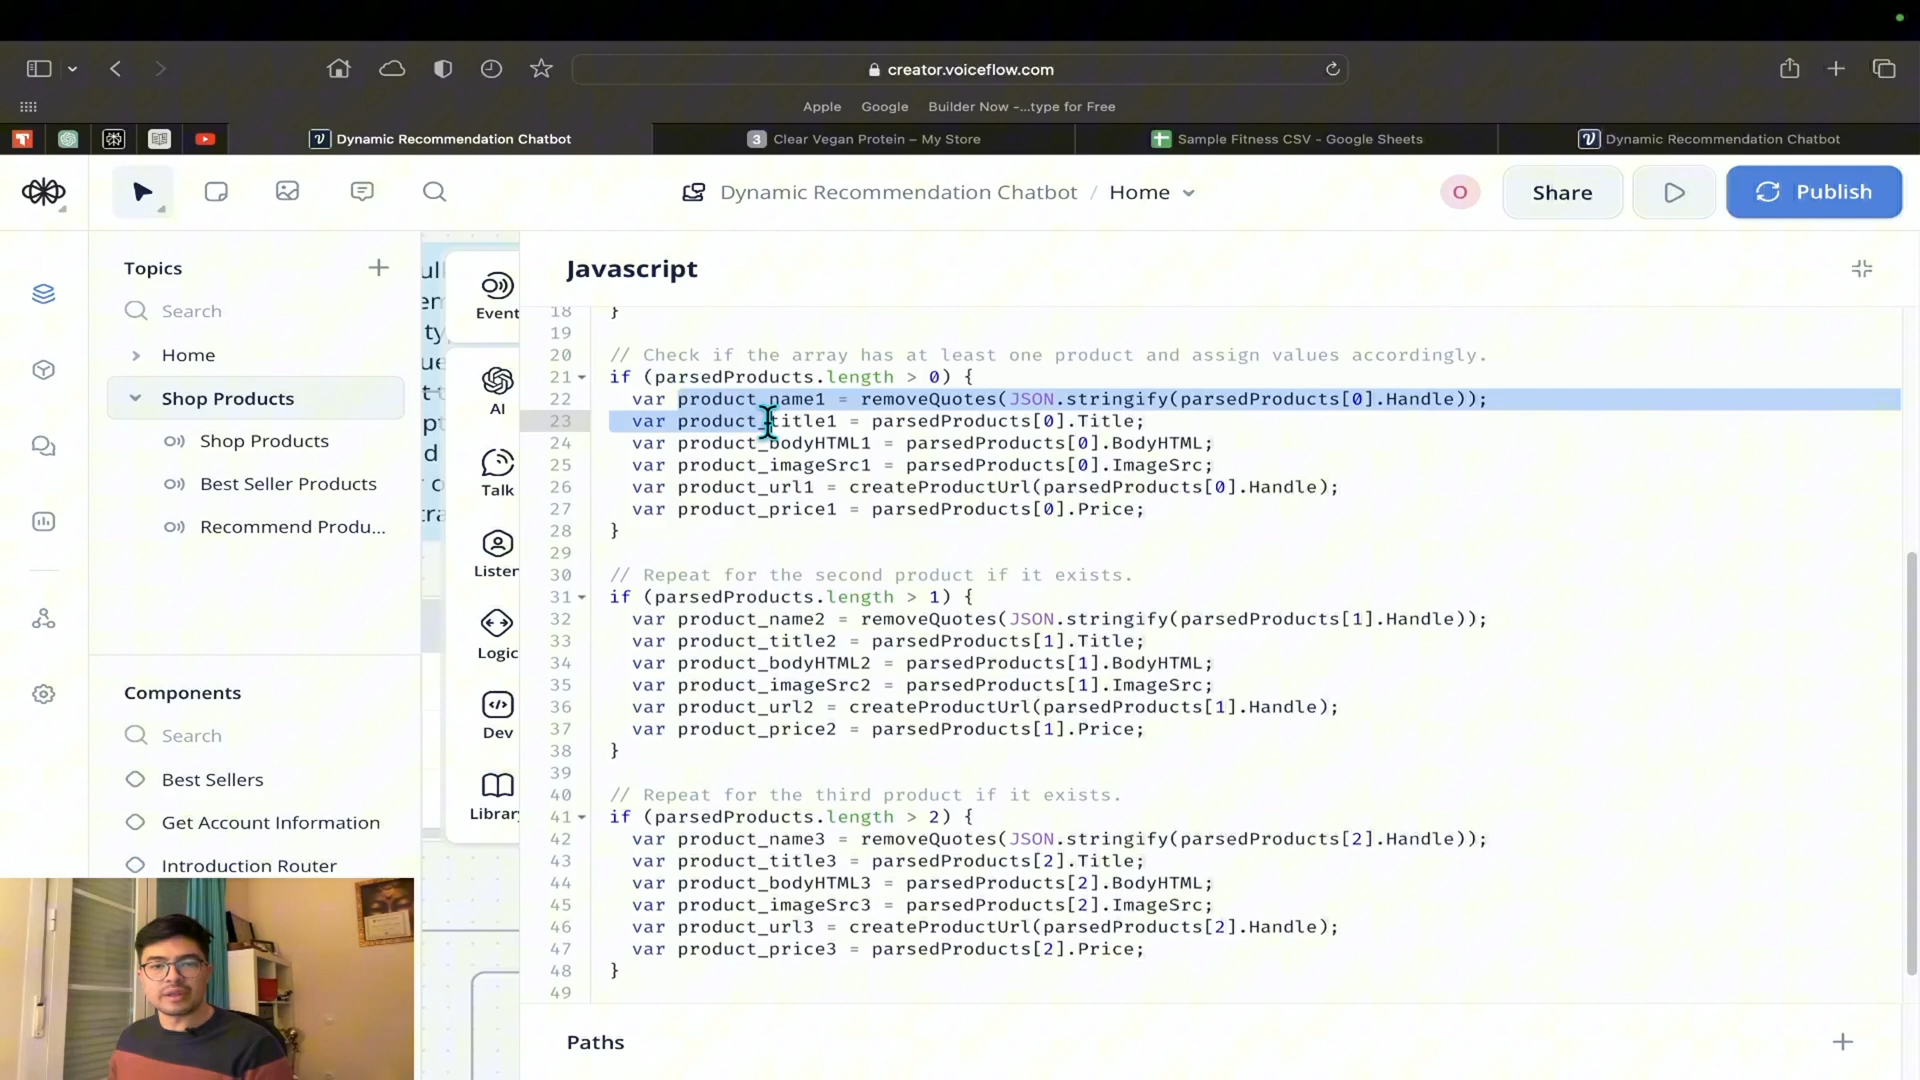 creator.voiceflow.com
Apple Google Builder Now -...type for Free
Dynamic Recommendation Chatbot
3 Clear Vegan Protein – My Store
Sample Fitness CSV - Google Sheets
Dynamic Recommendation Chatbot
Dynamic Recommendation Chatbot / Home
O
Share
Publish
Topics
Search
Home
Shop Products
Shop Products
Best Seller Products
Recommend Produ...
Components
Search
Best Sellers
Get Account Information
Introduction Router
Event
AI
Talk
Listen
Logic
Dev
Library
Javascript
18 }
19
20 // Check if the array has at least one product and assign values accordingly.
21 if (parsedProducts.length > 0) {
22 var product_name1 = removeQuotes(JSON.stringify(parsedProducts[0].Handle));
23 var product_title1 = parsedProducts[0].Title;
24 var product_bodyHTML1 = parsedProducts[0].BodyHTML;
25 var product_imageSrc1 = parsedProducts[0].ImageSrc;
26 var product_url1 = createProductUrl(parsedProducts[0].Handle);
27 var product_price1 = parsedProducts[0].Price;
28 }
29
30 // Repeat for the second product if it exists.
31 if (parsedProducts.length > 1) {
32 var product_name2 = removeQuotes(JSON.stringify(parsedProducts[1].Handle));
33 var product_title2 = parsedProducts[1].Title;
34 var product_bodyHTML2 = parsedProducts[1].BodyHTML;
35 var product_imageSrc2 = parsedProducts[1].ImageSrc;
36 var product_url2 = createProductUrl(parsedProducts[1].Handle);
37 var product_price2 = parsedProducts[1].Price;
38 }
39
40 // Repeat for the third product if it exists.
41 if (parsedProducts.length > 2) {
42 var product_name3 = removeQuotes(JSON.stringify(parsedProducts[2].Handle));
43 var product_title3 = parsedProducts[2].Title;
44 var product_bodyHTML3 = parsedProducts[2].BodyHTML;
45 var product_imageSrc3 = parsedProducts[2].ImageSrc;
46 var product_url3 = createProductUrl(parsedProducts[2].Handle);
47 var product_price3 = parsedProducts[2].Price;
48 }
49
Paths